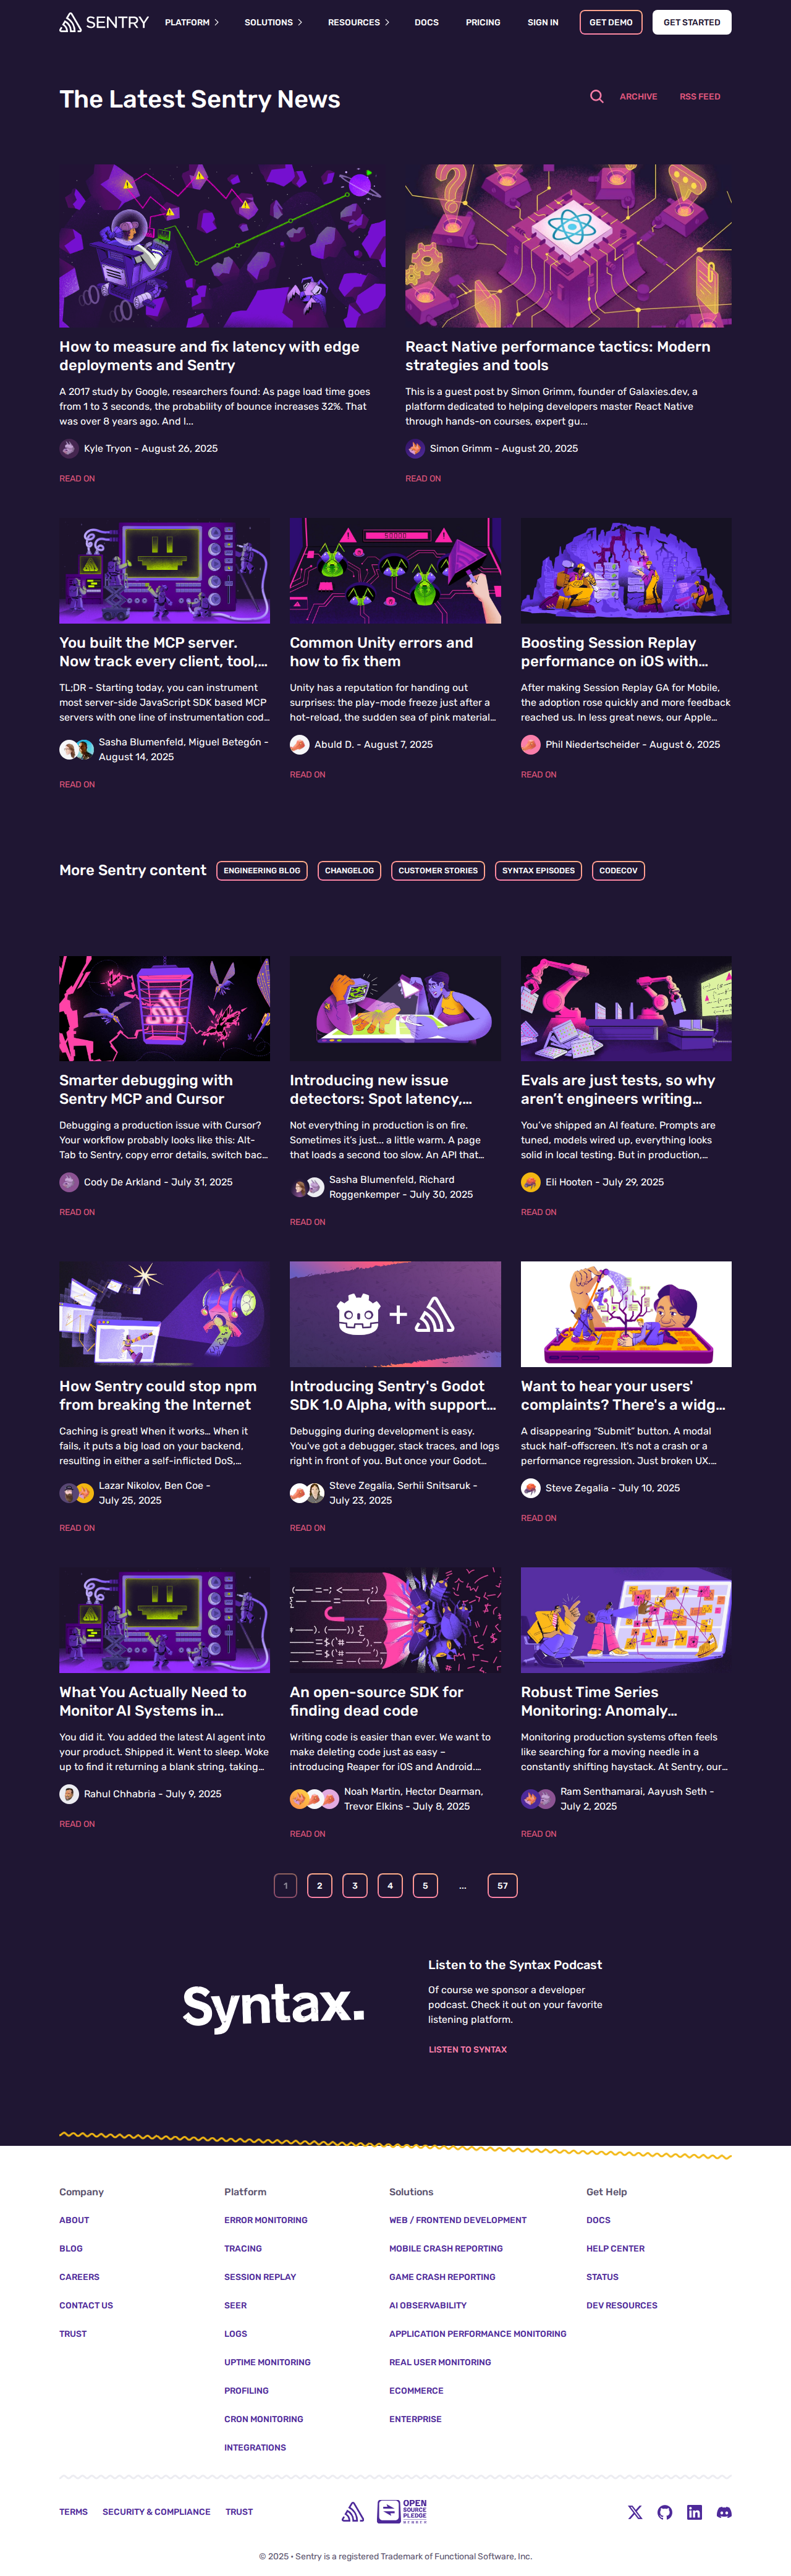 SENTRY PLATFORM SOLUTIONS RESOURCES DOCS PRICING SIGN IN GET DEMO GET STARTED
The Latest Sentry News
ARCHIVE RSS FEED
How to measure and fix latency with edge
deployments and Sentry
A 2017 study by Google, researchers found: As page load time goes
from 1 to 3 seconds, the probability of bounce increases 32%. That
was over 8 years ago. And l...
Kyle Tryon - August 26, 2025
READ ON
React Native performance tactics: Modern
strategies and tools
This is a guest post by Simon Grimm, founder of Galaxies.dev, a
platform dedicated to helping developers master React Native
through hands-on courses, expert gu...
Simon Grimm - August 20, 2025
READ ON
You built the MCP server.
Now track every client, tool,...
TL;DR - Starting today, you can instrument
most server-side JavaScript SDK based MCP
servers with one line of instrumentation cod...
Sasha Blumenfeld, Miguel Betegón -
August 14, 2025
READ ON
Common Unity errors and
how to fix them
Unity has a reputation for handing out
surprises: the play-mode freeze just after a
hot-reload, the sudden sea of pink material...
Abuld D. - August 7, 2025
READ ON
Boosting Session Replay
performance on iOS with...
After making Session Replay GA for Mobile,
the adoption rose quickly and more feedback
reached us. In less great news, our Apple...
Phil Niedertscheider - August 6, 2025
READ ON
More Sentry content ENGINEERING BLOG CHANGELOG CUSTOMER STORIES SYNTAX EPISODES CODECOV
Smarter debugging with
Sentry MCP and Cursor
Debugging a production issue with Cursor?
Your workflow probably looks like this: Alt-
Tab to Sentry, copy error details, switch bac...
Cody De Arkland - July 31, 2025
READ ON
Introducing new issue
detectors: Spot latency,...
Not everything in production is on fire.
Sometimes it's just... a little warm. A page
that loads a second too slow. An API that...
Sasha Blumenfeld, Richard
Roggenkemper - July 30, 2025
READ ON
Evals are just tests, so why
aren't engineers writing...
You've shipped an AI feature. Prompts are
tuned, models wired up, everything looks
solid in local testing. But in production,...
Eli Hooten - July 29, 2025
READ ON
How Sentry could stop npm
from breaking the Internet
Caching is great! When it works... When it
fails, it puts a big load on your backend,
resulting in either a self-inflicted DoS,...
Lazar Nikolov, Ben Coe -
July 25, 2025
READ ON
Introducing Sentry's Godot
SDK 1.0 Alpha, with support...
Debugging during development is easy.
You've got a debugger, stack traces, and logs
right in front of you. But once your Godot...
Steve Zegalia, Serhii Snitsaruk -
July 23, 2025
READ ON
Want to hear your users'
complaints? There's a widg...
A disappearing "Submit" button. A modal
stuck half-offscreen. It's not a crash or a
performance regression. Just broken UX....
Steve Zegalia - July 10, 2025
READ ON
What You Actually Need to
Monitor AI Systems in...
You did it. You added the latest AI agent into
your product. Shipped it. Went to sleep. Woke
up to find it returning a blank string, taking...
Rahul Chhabria - July 9, 2025
READ ON
An open-source SDK for
finding dead code
Writing code is easier than ever. We want to
make deleting code just as easy –
introducing Reaper for iOS and Android....
Noah Martin, Hector Dearman,
Trevor Elkins - July 8, 2025
READ ON
Robust Time Series
Monitoring: Anomaly...
Monitoring production systems often feels
like searching for a moving needle in a
constantly shifting haystack. At Sentry, our...
Ram Senthamarai, Aayush Seth -
July 2, 2025
READ ON
1 2 3 4 5 ... 57
Syntax.
Listen to the Syntax Podcast
Of course we sponsor a developer
podcast. Check it out on your favorite
listening platform.
LISTEN TO SYNTAX
Company
ABOUT
BLOG
CAREERS
CONTACT US
TRUST
Platform
ERROR MONITORING
TRACING
SESSION REPLAY
SEER
LOGS
UPTIME MONITORING
PROFILING
CRON MONITORING
INTEGRATIONS
Solutions
WEB / FRONTEND DEVELOPMENT
MOBILE CRASH REPORTING
GAME CRASH REPORTING
AI OBSERVABILITY
APPLICATION PERFORMANCE MONITORING
REAL USER MONITORING
ECOMMERCE
ENTERPRISE
Get Help
DOCS
HELP CENTER
STATUS
DEV RESOURCES
TERMS SECURITY & COMPLIANCE TRUST
OPEN
SOURCE
PLEDGE
MEMBER
© 2025 • Sentry is a registered Trademark of Functional Software, Inc.